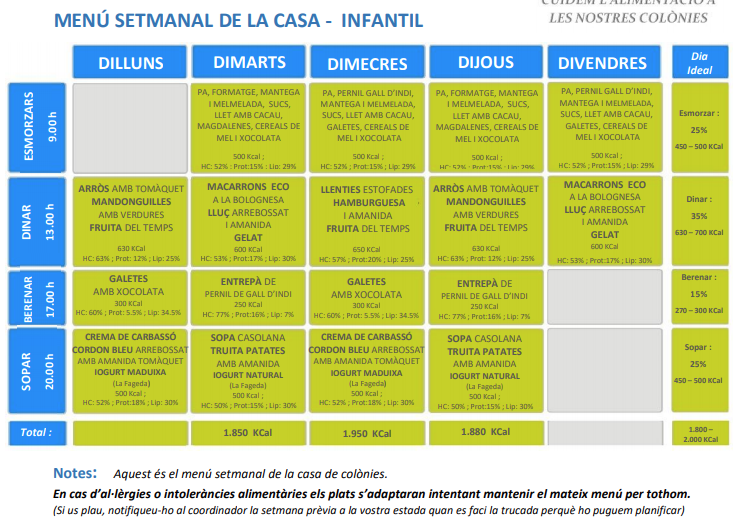 CUIDEM L'ALIMENTACIÓ A
LES NOSTRES COLÒNIES
MENÚ SETMANAL DE LA CASA - INFANTIL
DILLUNS
DIMARTS
DIMECRES
DIJOUS
DIVENDRES
Dia
Ideal
ESMORZARS
9.00 h
PA, FORMATGE, MANTEGA
I MELMELADA, SUCS,
LLET AMB CACAU,
MAGDALENES, CEREALS DE
MEL I XOCOLATA
500 Kcal ;
HC: 52% ; Prot:15% ; Lip: 29%
PA, PERNIL GALL D'INDI,
MANTEGA I MELMELADA,
SUCS, LLET AMB CACAU,
GALETES, CEREALS DE
MEL I XOCOLATA
500 Kcal ;
HC: 52% ; Prot:15% ; Lip: 29%
PA, FORMATGE, MANTEGA
I MELMELADA, SUCS,
LLET AMB CACAU,
MAGDALENES, CEREALS DE
MEL I XOCOLATA
500 Kcal ;
HC: 52% ; Prot:15% ; Lip: 29%
PA, PERNIL GALL D'INDI,
MANTEGA I MELMELADA,
SUCS, LLET AMB CACAU,
GALETES, CEREALS DE
MEL I XOCOLATA
500 Kcal ;
HC: 52% ; Prot:15% ; Lip: 29%
Esmorzar :
25%
450 – 500 KCal
DINAR
13.00 h
ARRÒS AMB TOMÀQUET
MANDONGUILLES
AMB VERDURES
FRUITA DEL TEMPS
630 KCal
HC: 63% ; Prot: 12% ; Lip: 25%
MACARRONS ECO
A LA BOLOGNESA
LLUÇ ARREBOSSAT
I AMANIDA
GELAT
600 KCal
HC: 53% ; Prot:17% ; Lip: 30%
LLENTIES ESTOFADES
HAMBURGUESA
I AMANIDA
FRUITA DEL TEMPS
650 KCal
HC: 57% ; Prot:20% ; Lip: 25%
ARRÒS AMB TOMÀQUET
MANDONGUILLES
AMB VERDURES
FRUITA DEL TEMPS
630 KCal
HC: 63% ; Prot: 12% ; Lip: 25%
MACARRONS ECO
A LA BOLOGNESA
LLUÇ ARREBOSSAT
I AMANIDA
GELAT
600 KCal
HC: 53% ; Prot:17% ; Lip: 30%
Dinar :
35%
630 – 700 KCal
BERENAR
17.00 h
GALETES
AMB XOCOLATA
300 KCal
HC: 60% ; Prot: 5.5% ; Lip: 34.5%
ENTREPÀ DE
PERNIL DE GALL D'INDI
250 KCal
HC: 77% ; Prot:16% ; Lip: 7%
GALETES
AMB XOCOLATA
300 KCal
HC: 60% ; Prot: 5.5% ; Lip: 34.5%
ENTREPÀ DE
PERNIL DE GALL D'INDI
250 KCal
HC: 77% ; Prot:16% ; Lip: 7%
Berenar :
15%
270 – 300 KCal
SOPAR
20.00 h
CREMA DE CARBASSÓ
CORDON BLEU ARREBOSSAT
AMB AMANIDA TOMÀQUET
IOGURT MADUIXA
(La Fageda)
500 KCal ;
HC: 52% ; Prot:18% ; Lip: 30%
SOPA CASOLANA
TRUITA PATATES
AMB AMANIDA
IOGURT NATURAL
(La Fageda)
500 KCal ;
HC: 50% ; Prot:15% ; Lip: 30%
CREMA DE CARBASSÓ
CORDON BLEU ARREBOSSAT
AMB AMANIDA TOMÀQUET
IOGURT MADUIXA
(La Fageda)
500 KCal ;
HC: 52% ; Prot:18% ; Lip: 30%
SOPA CASOLANA
TRUITA PATATES
AMB AMANIDA
IOGURT NATURAL
(La Fageda)
500 KCal ;
HC: 50% ; Prot:15% ; Lip: 30%
Sopar :
25%
450 – 500 KCal
Total :
1.850 KCal
1.950 KCal
1.880 KCal
1.800 –
2.000 KCal
Notes: Aquest és el menú setmanal de la casa de colònies.
En cas d'al·lèrgies o intoleràncies alimentàries els plats s'adaptaran intentant mantenir el mateix menú per tothom.
(Si us plau, notifiqueu-ho al coordinador la setmana prèvia a la vostra estada quan es faci la trucada perquè ho puguem planificar)